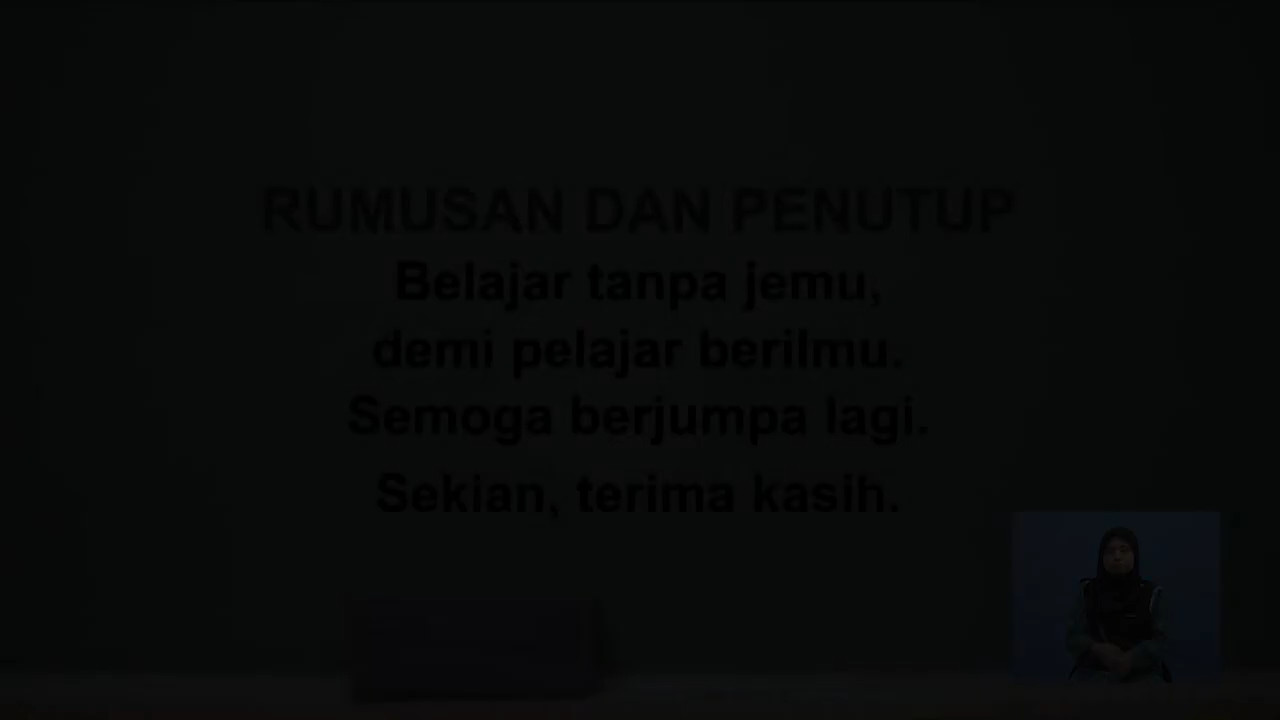 RUMUSAN DAN PENUTUP
Belajar tanpa jemu,
demi pelajar berilmu.
Semoga berjumpa lagi.
Sekian, terima kasih.